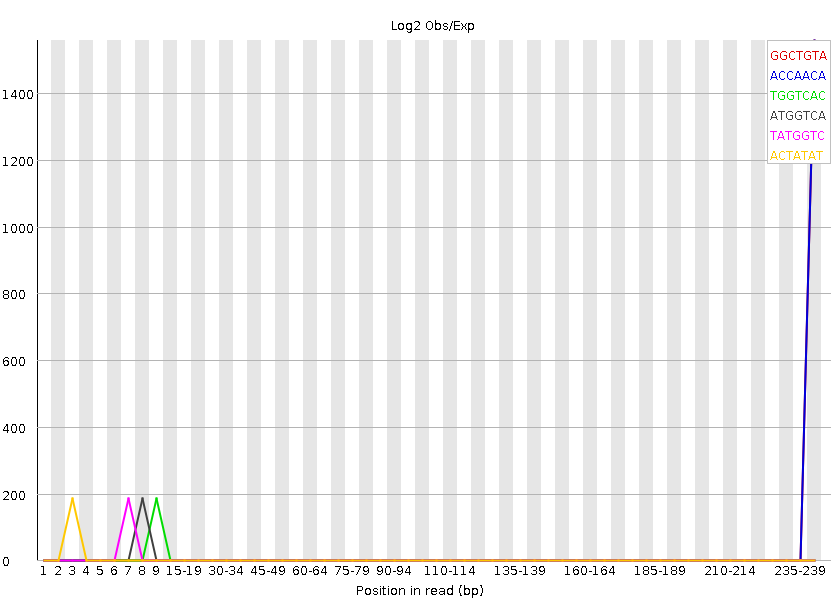 Log2 Obs/Exp
GGCTGTA
ACCAACA
TGGTCAC
ATGGTCA
TATGGTC
ACTATAT
1400
1200
1000
800
600
400
200
0
1 2 3 4 5 6 7 8 9 15-19 30-34 45-49 60-64 75-79 90-94 110-114 135-139 160-164 185-189 210-214 235-239
Position in read (bp)